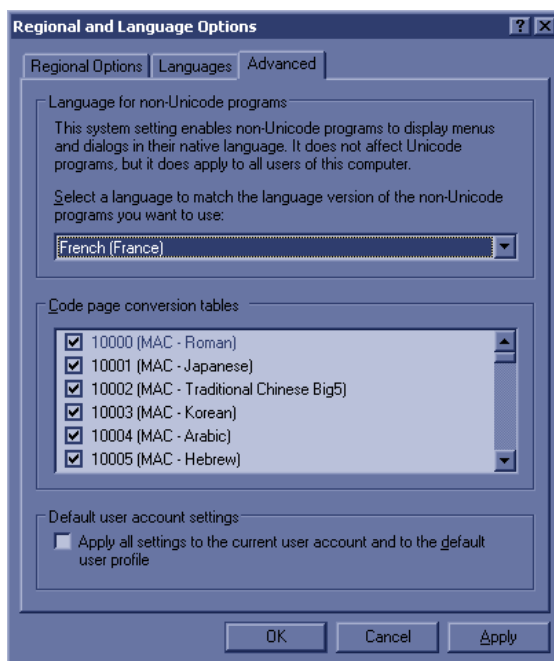 Regional and Language Options
Regional Options
Languages
Advanced
Language for non-Unicode programs
This system setting enables non-Unicode programs to display menus
and dialogs in their native language. It does not affect Unicode
programs, but it does apply to all users of this computer.
Select a language to match the language version of the non-Unicode
programs you want to use:
French (France)
Code page conversion tables
10000 (MAC - Roman)
10001 (MAC - Japanese)
10002 (MAC - Traditional Chinese Big5)
10003 (MAC - Korean)
10004 (MAC - Arabic)
10005 (MAC - Hebrew)
Default user account settings
Apply all settings to the current user account and to the default
user profile
OK
Cancel
Apply